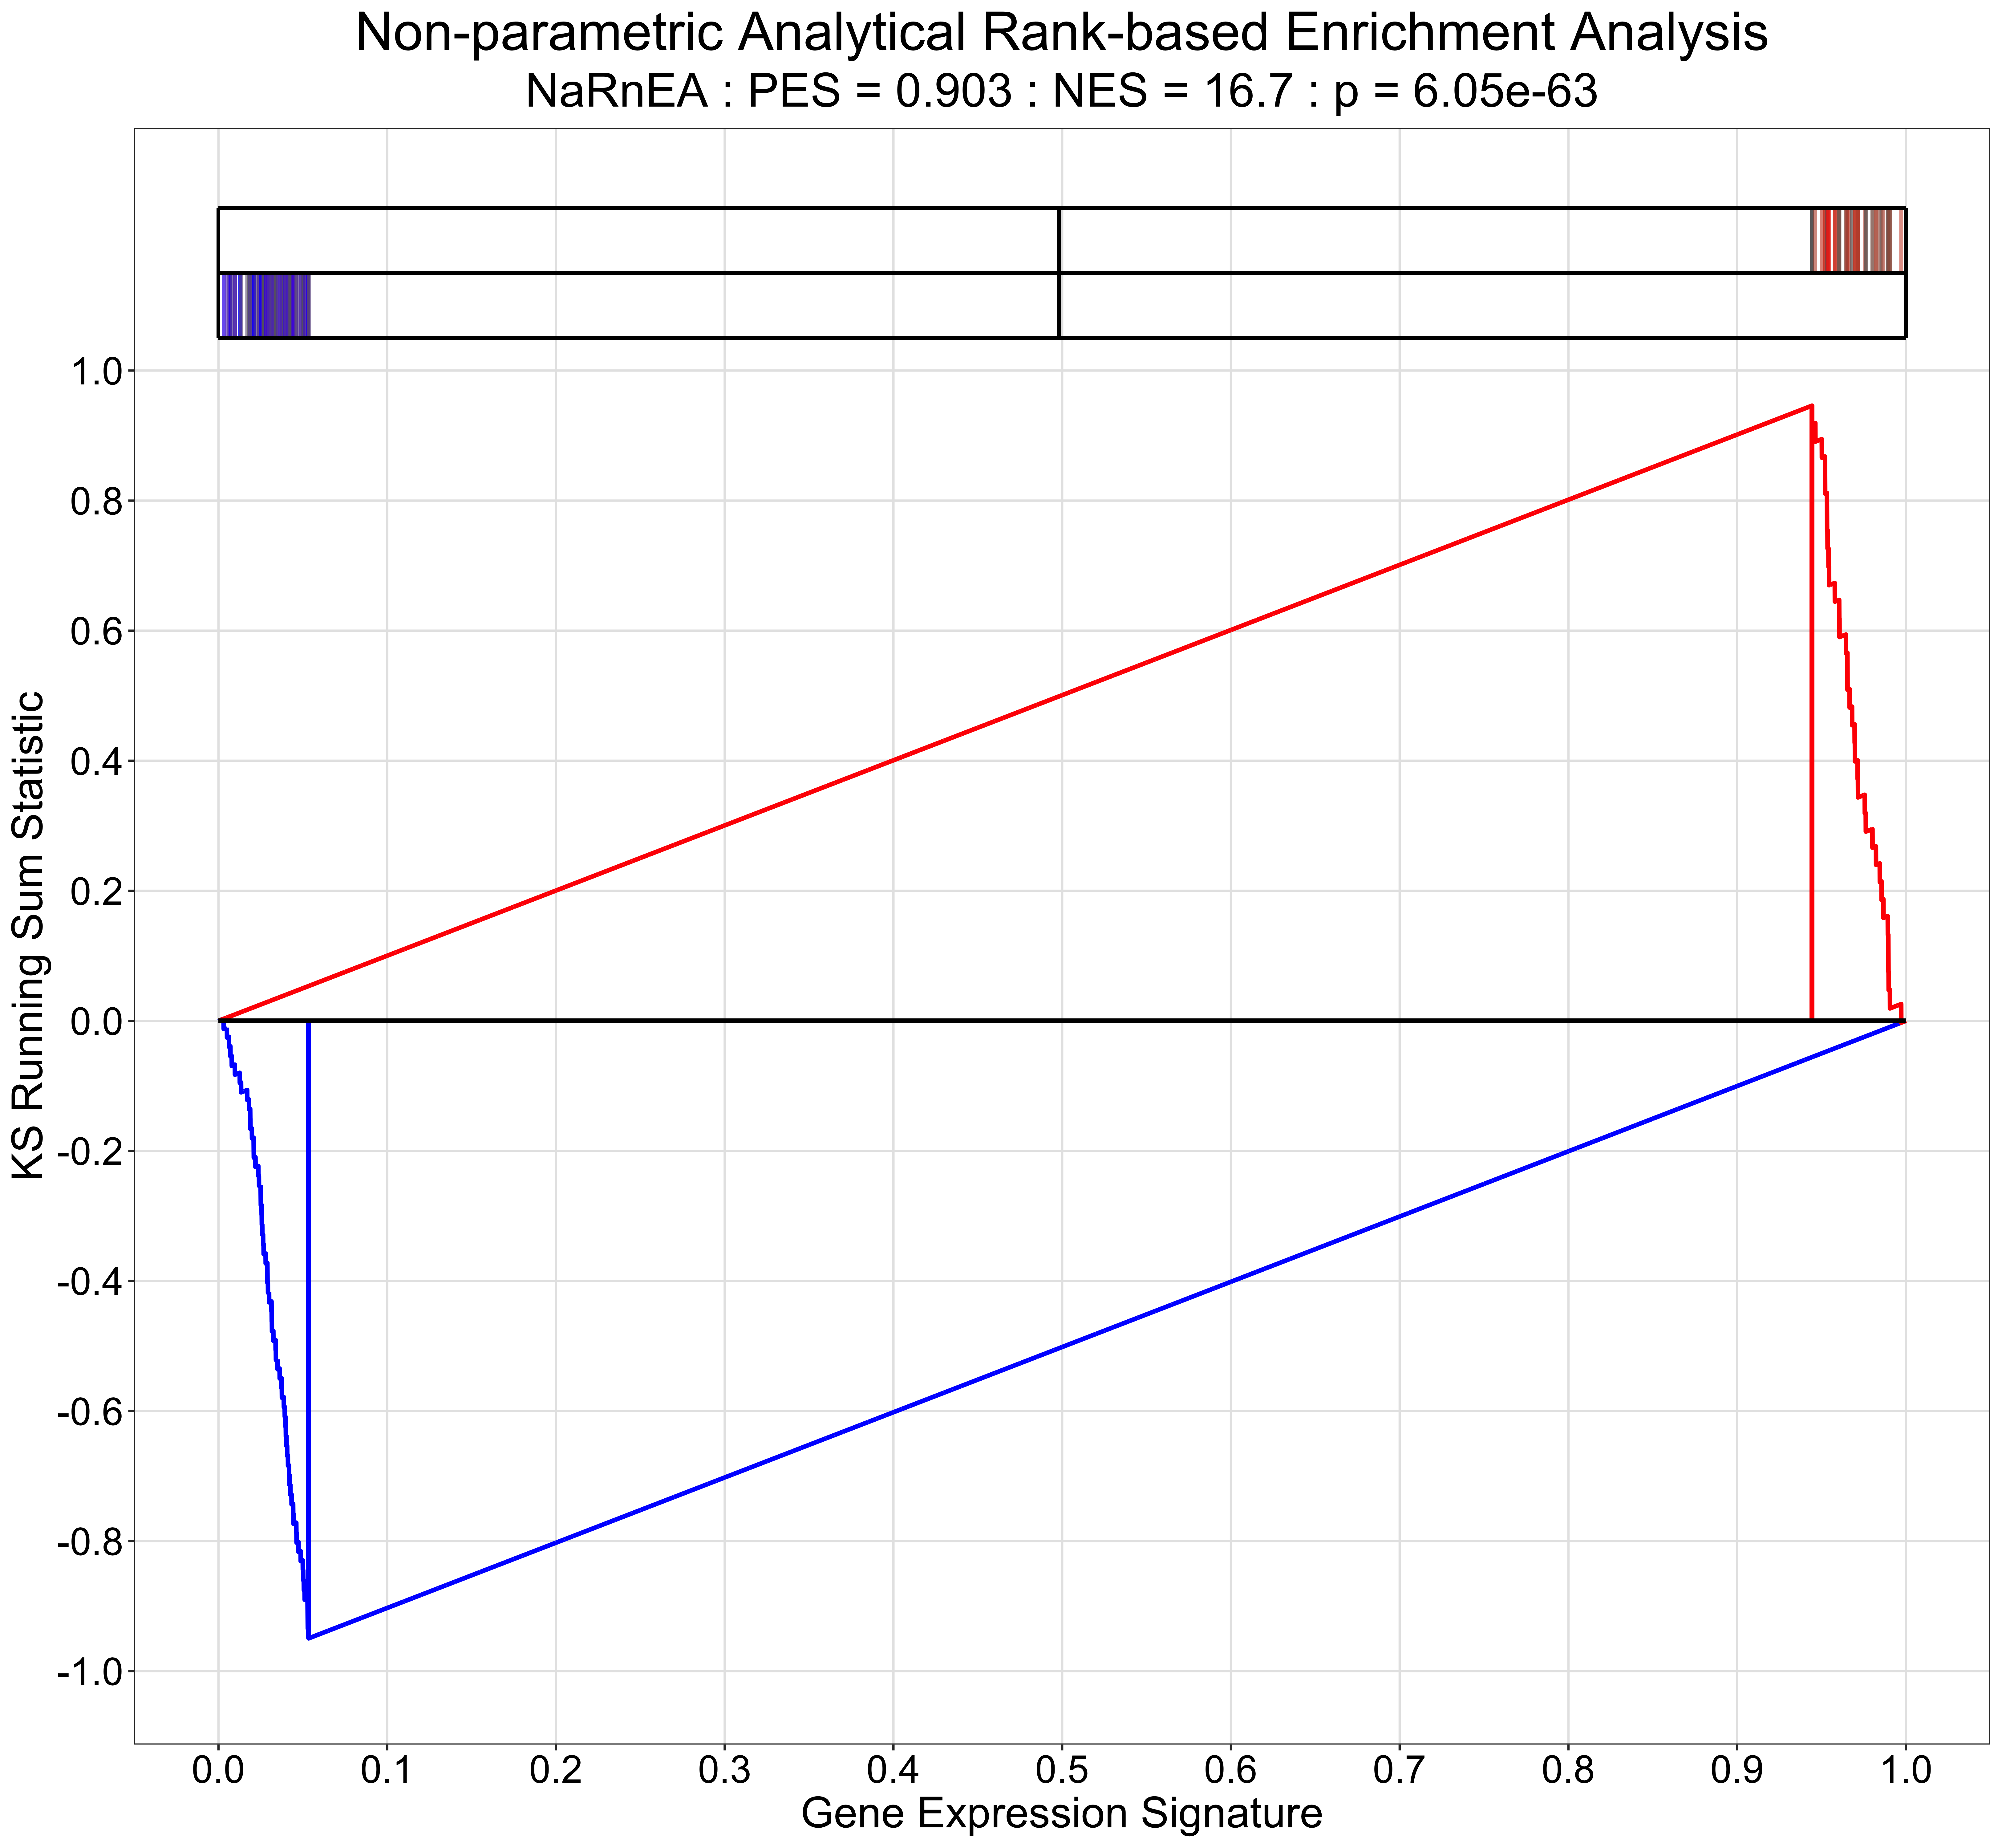 Non-parametric Analytical Rank-based Enrichment Analysis
NaRnEA : PES = 0.903 : NES = 16.7 : p = 6.05e-63
1.0
0.8
0.6
0.4
0.2
0.0
-0.2
-0.4
-0.6
-0.8
-1.0
KS Running Sum Statistic
0.0 0.1 0.2 0.3 0.4 0.5 0.6 0.7 0.8 0.9 1.0
Gene Expression Signature